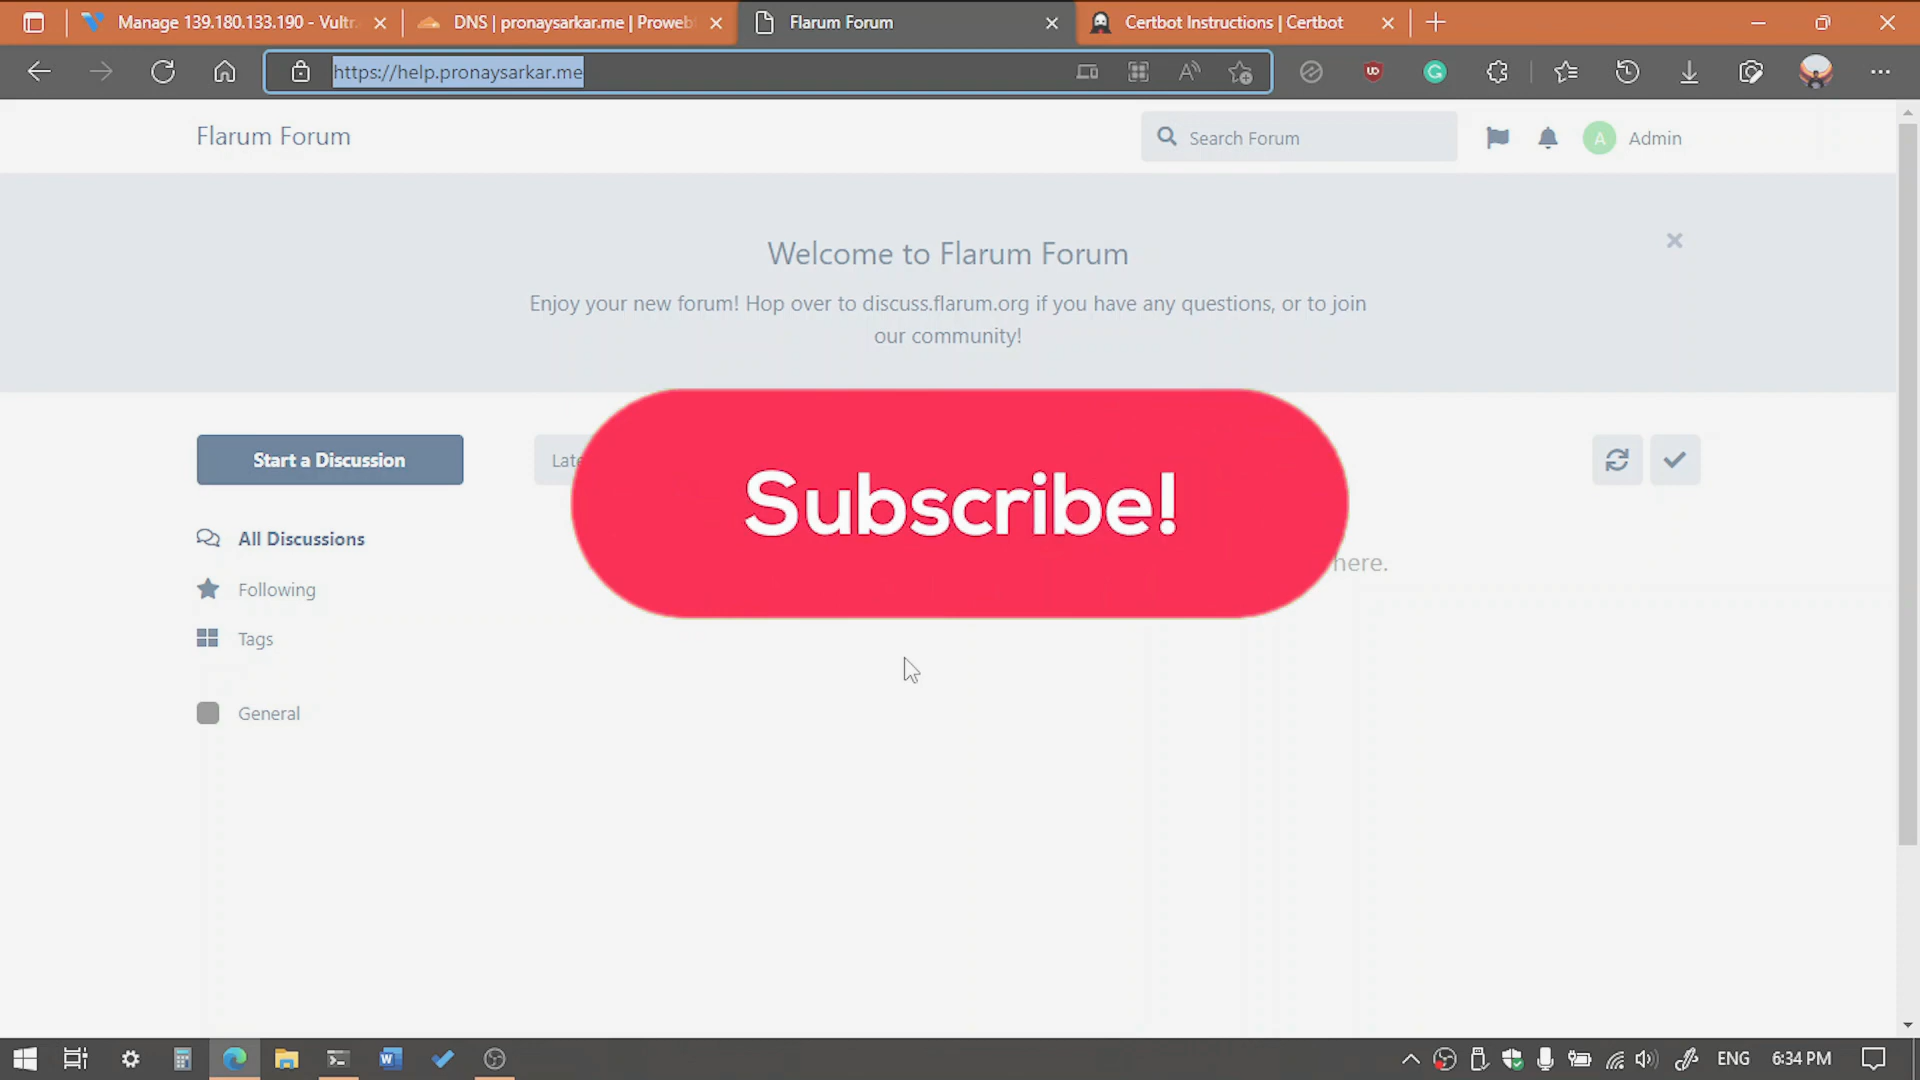 Manage 139.180.133.190 - Vultr
DNS | pronaysarkar.me | Proweb
Flarum Forum
Certbot Instructions | Certbot
https://help.pronaysarkar.me
Flarum Forum
Search Forum
A
Admin
Welcome to Flarum Forum
Enjoy your new forum! Hop over to discuss.flarum.org if you have any questions, or to join
our community!
Start a Discussion
Late
Subscribe!
here.
All Discussions
Following
Tags
General
ENG
6:34 PM